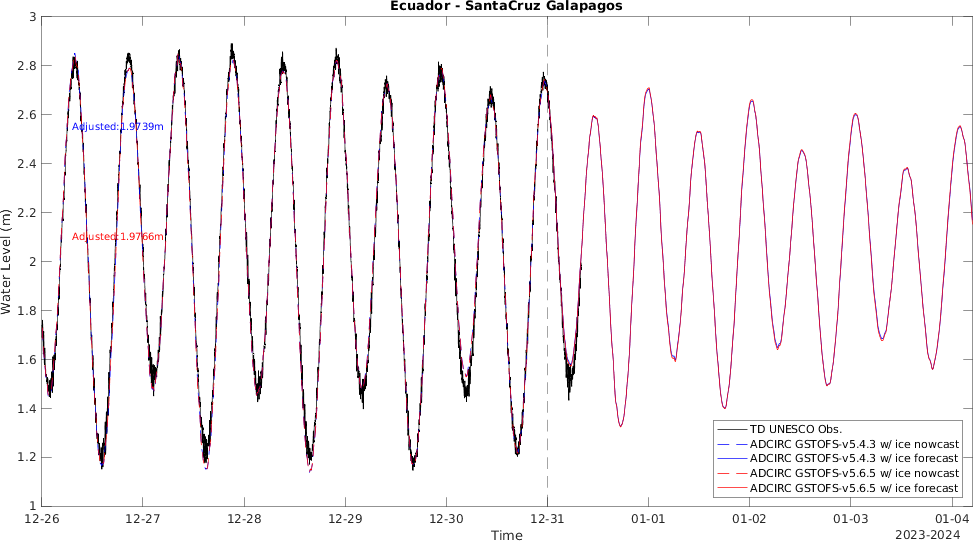 Ecuador - SantaCruz Galapagos
3
2.8
2.6
2.4
2.2
2
1.8
1.6
1.4
1.2
1
Water Level (m)
Adjusted:1.9739m
Adjusted:1.9766m
TD UNESCO Obs.
ADCIRC GSTOFS-v5.4.3 w/ ice nowcast
ADCIRC GSTOFS-v5.4.3 w/ ice forecast
ADCIRC GSTOFS-v5.6.5 w/ ice nowcast
ADCIRC GSTOFS-v5.6.5 w/ ice forecast
12-26 12-27 12-28 12-29 12-30 12-31 01-01 01-02 01-03 01-04
Time
2023-2024